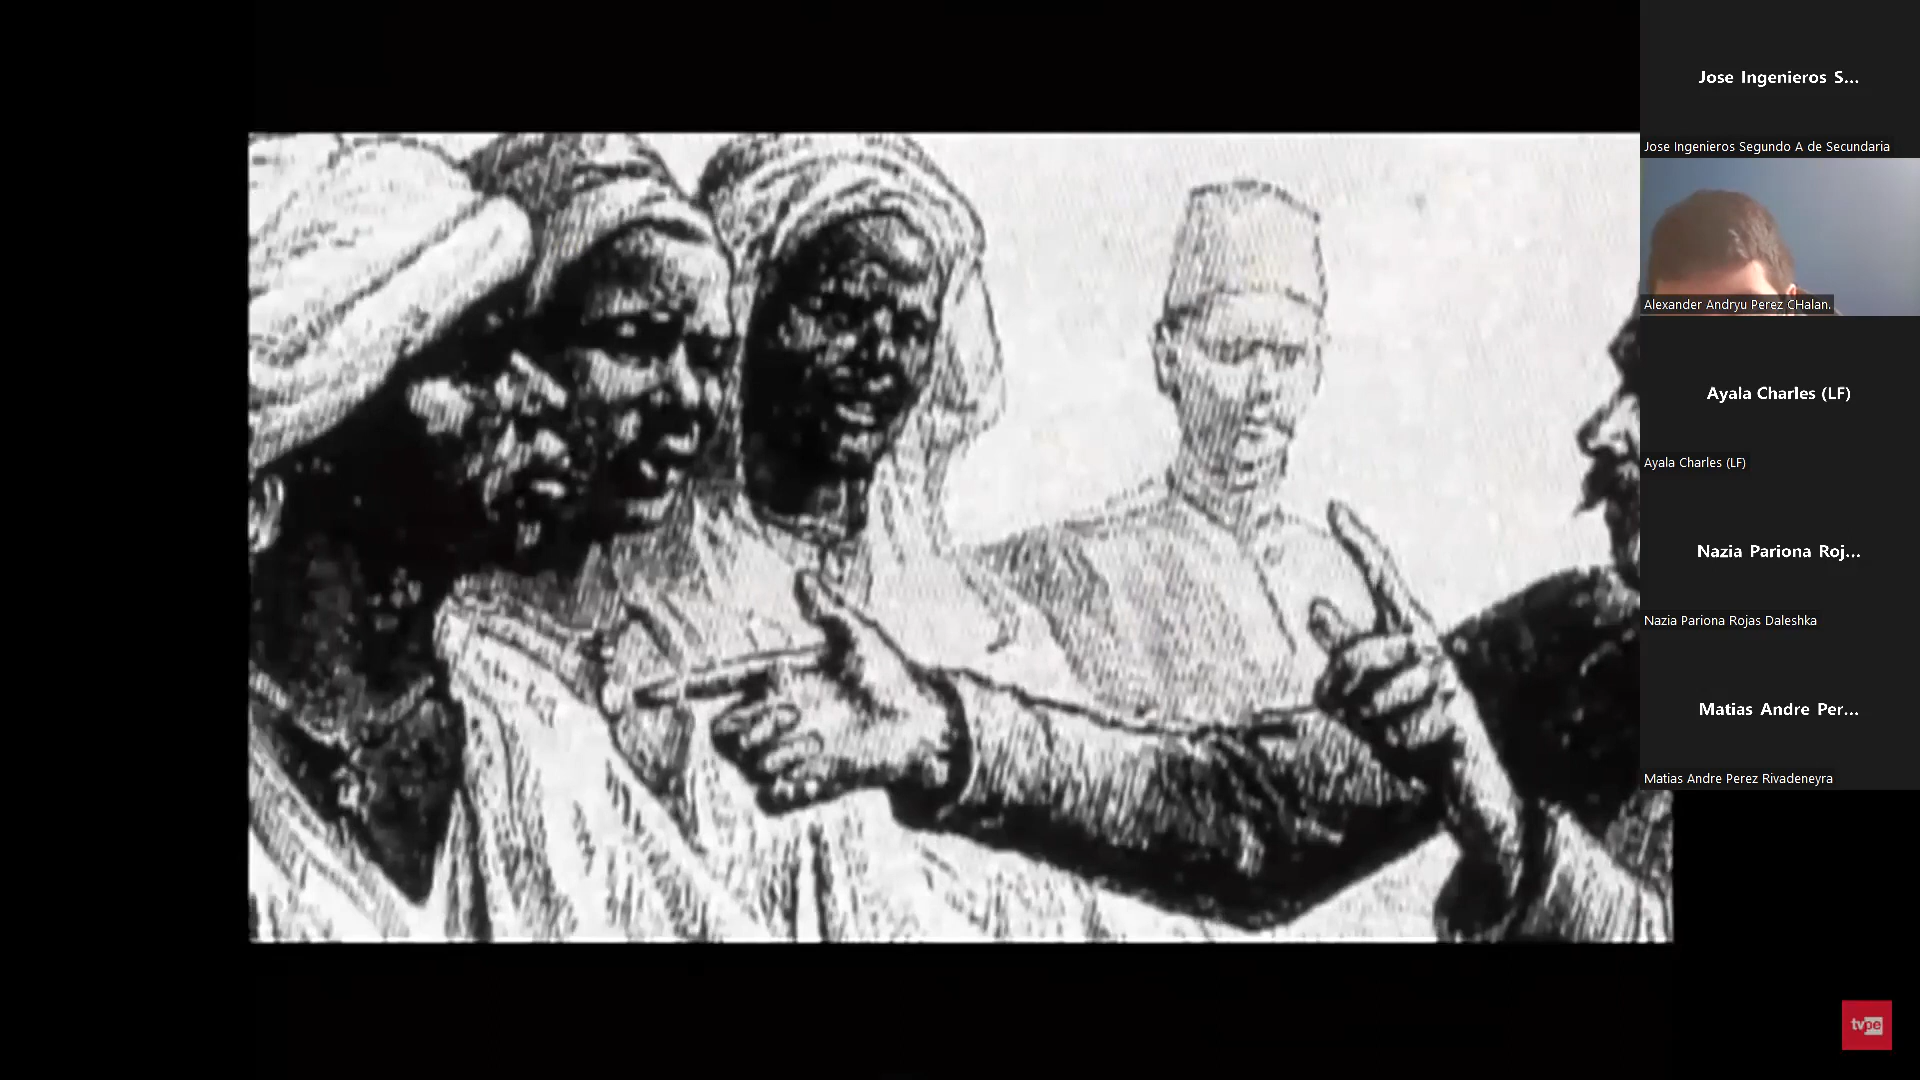 Jose Ingenieros S...
Jose Ingenieros Segundo A de Secundaria
Alexander Andryu Perez CHalan.
Ayala Charles (LF)
Ayala Charles (LF)
Nazia Pariona Roj...
Nazia Pariona Rojas Daleshka
Matias Andre Per...
Matias Andre Perez Rivadeneyra
tvpe